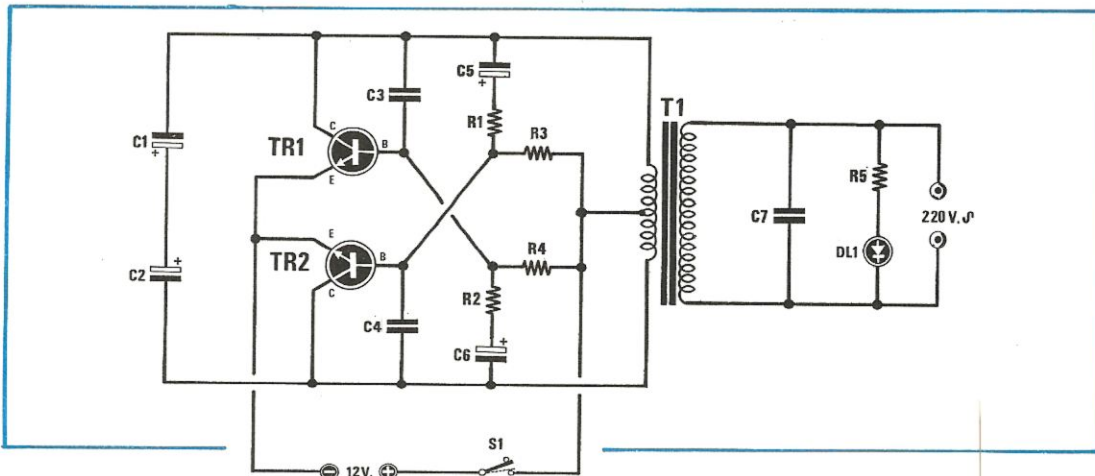 C5
C3
R1
T1
C1
TR1
C
B
E
R3
R5
C7
220 V.
DL1
C2
TR2
E
B
C
R4
R2
C4
C6
S1
12V.